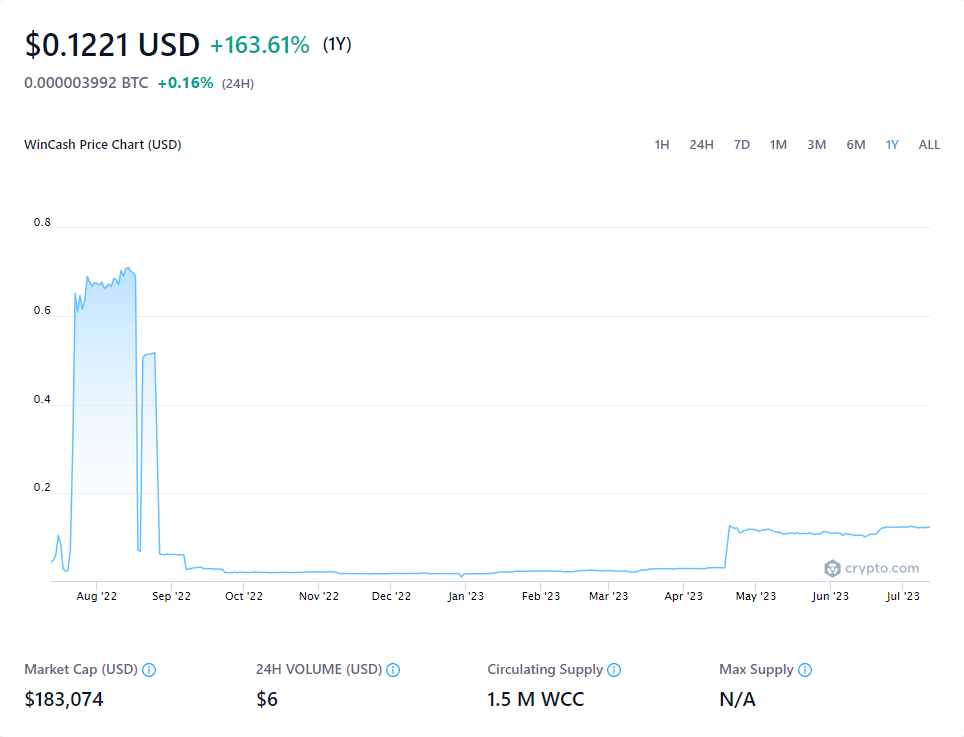 $0.1221 USD +163.61% (1Y)
0.000003992 BTC +0.16% (24H)
WinCash Price Chart (USD) 1H 24H 7D 1M 3M 6M 1Y ALL
0.8
0.6
0.4
0.2
crypto.com
Aug '22 Sep '22 Oct '22 Nov '22 Dec '22 Jan '23 Feb '23 Mar '23 Apr '23 May '23 Jun '23 Jul '23
Market Cap (USD) 24H VOLUME (USD) Circulating Supply Max Supply
$183,074 $6 1.5 M WCC N/A